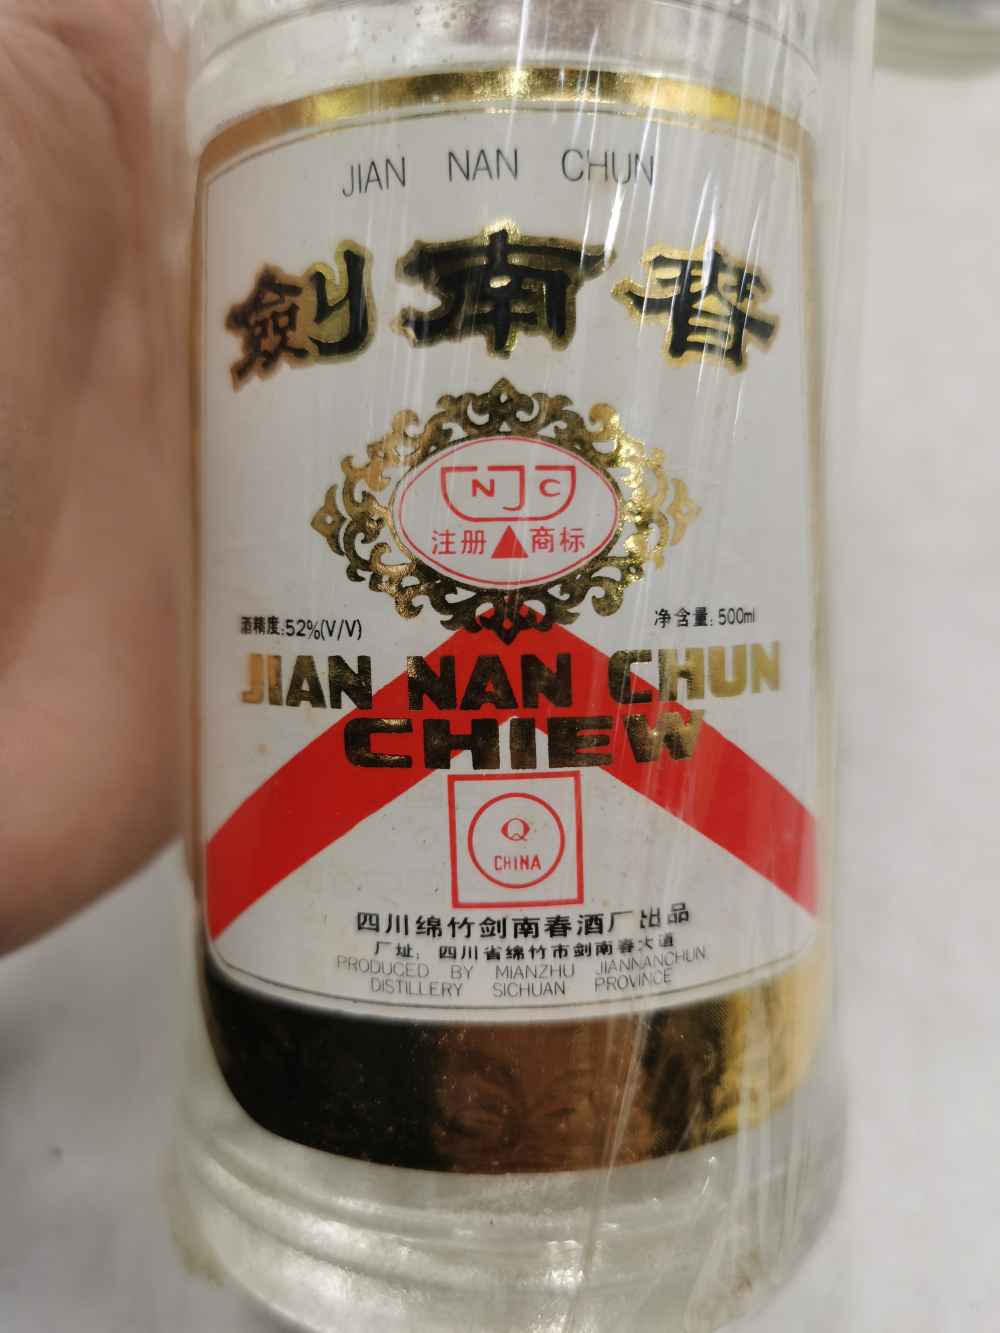 JIAN NAN CHUN
劍南春
NJC
注册 商标
酒精度:52%(V/V)
净含量:500ml
JIAN NAN CHUN
CHIEW
Q
CHINA
四川绵竹剑南春酒厂出品
厂址:四川省绵竹市剑南春大道
PRODUCED BY MIANZHU JIANNANCHUN
DISTILLERY SICHUAN PROVINCE